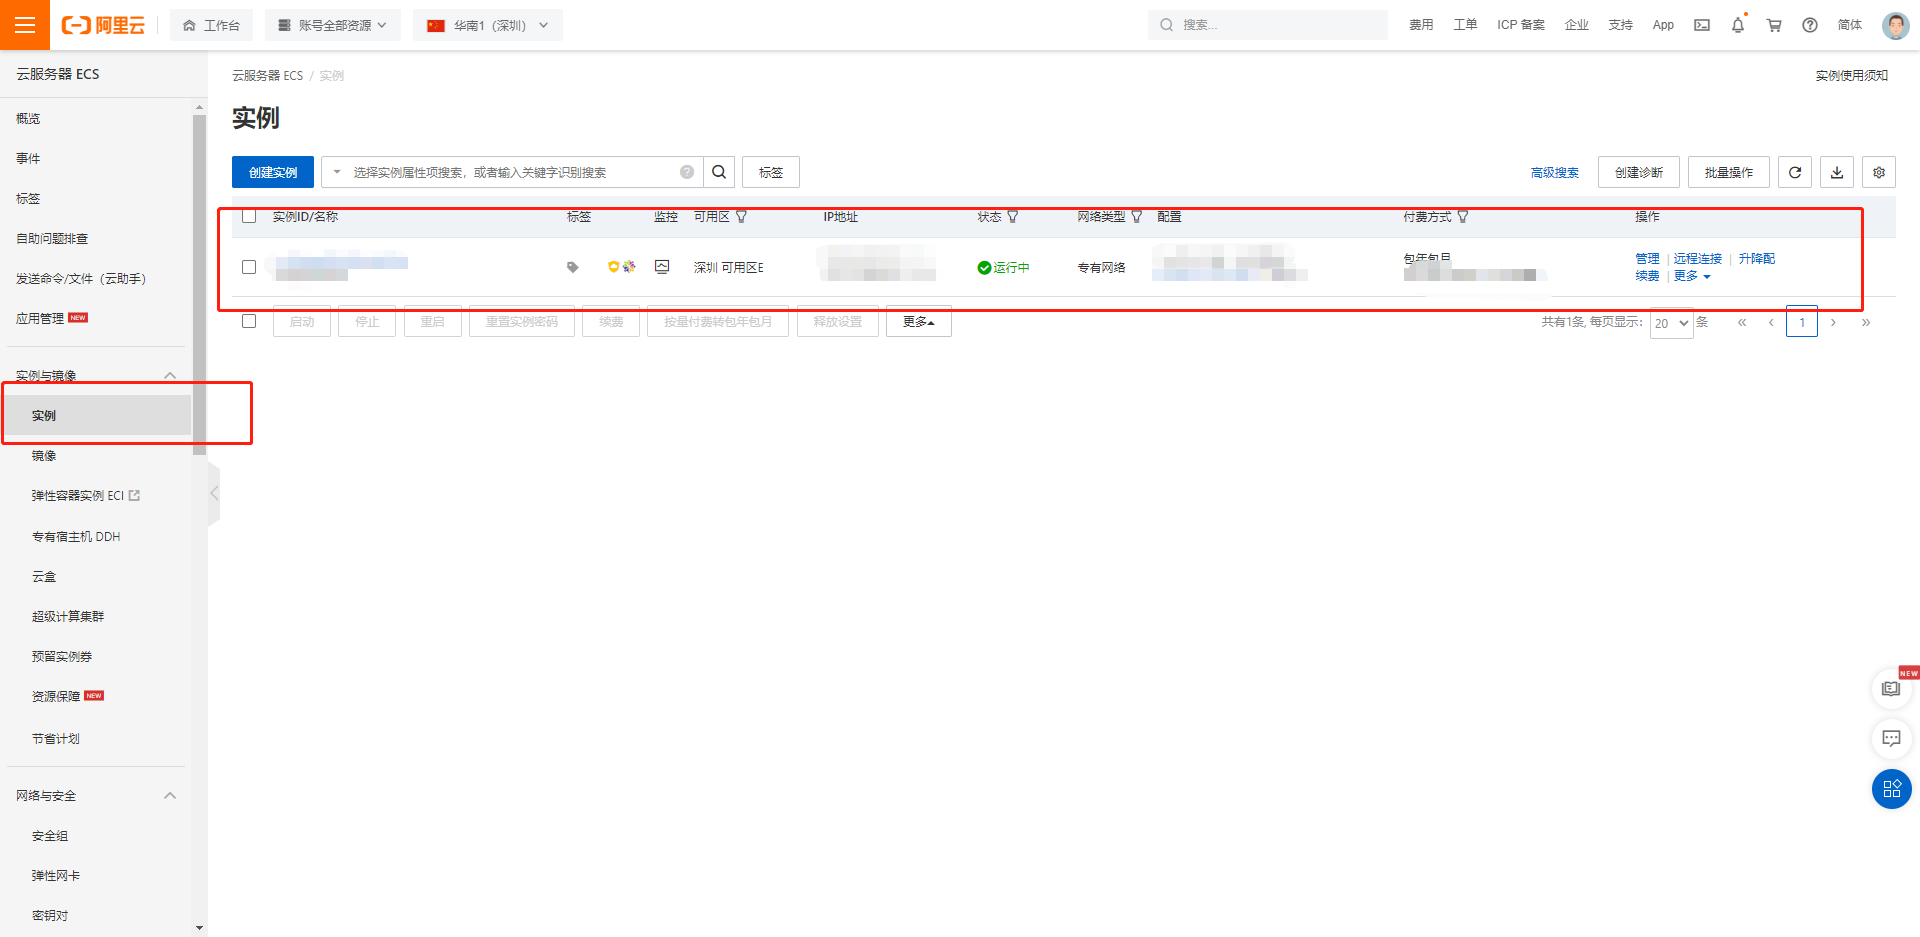 阿里云
工作台
账号全部资源
华南1（深圳）
搜索...
费用
工单
ICP 备案
企业
支持
App
简体
云服务器 ECS
概览
事件
标签
自助问题排查
发送命令/文件（云助手）
应用管理 NEW
实例与镜像
实例
镜像
弹性容器实例 ECI
专有宿主机 DDH
云盒
超级计算集群
预留实例券
资源保障 NEW
节省计划
网络与安全
安全组
弹性网卡
密钥对
云服务器 ECS / 实例
实例使用须知
实例
创建实例
选择实例属性项搜索，或者输入关键字识别搜索
标签
高级搜索
创建诊断
批量操作
实例ID/名称 标签 监控 可用区 IP地址 状态 网络类型 配置 付费方式 操作
深圳 可用区E 运行中 专有网络 包年包月 管理 | 远程连接 | 升降配
续费 | 更多
启动 停止 重启 重置实例密码 续费 按量付费转包年包月 释放设置 更多
共有1条, 每页显示: 20 条 « ‹ 1 › »
NEW